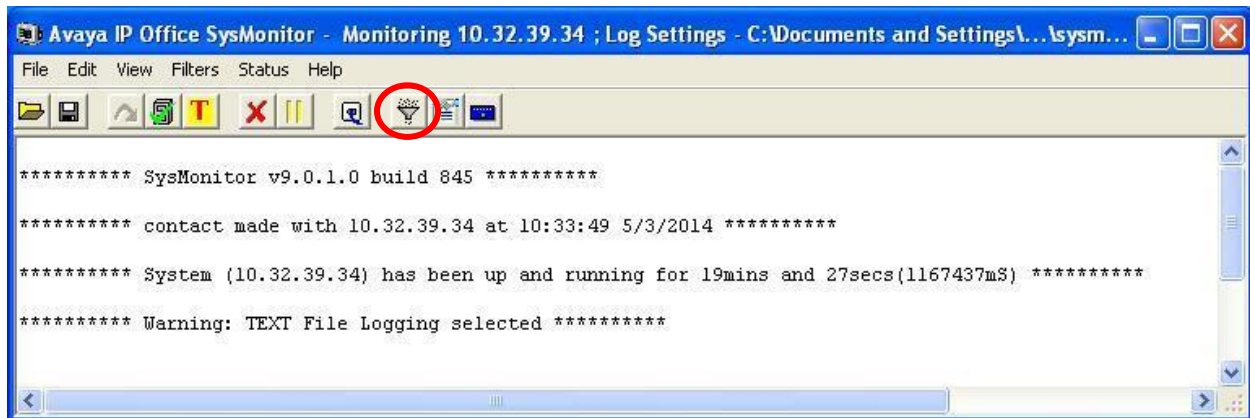 Avaya IP Office SysMonitor - Monitoring 10.32.39.34 ; Log Settings - C:\Documents and Settings\...\sysm...
File Edit View Filters Status Help
T
********** SysMonitor v9.0.1.0 build 845 **********
********** contact made with 10.32.39.34 at 10:33:49 5/3/2014 **********
********** System (10.32.39.34) has been up and running for 19mins and 27secs(1167437mS) **********
********** Warning: TEXT File Logging selected **********